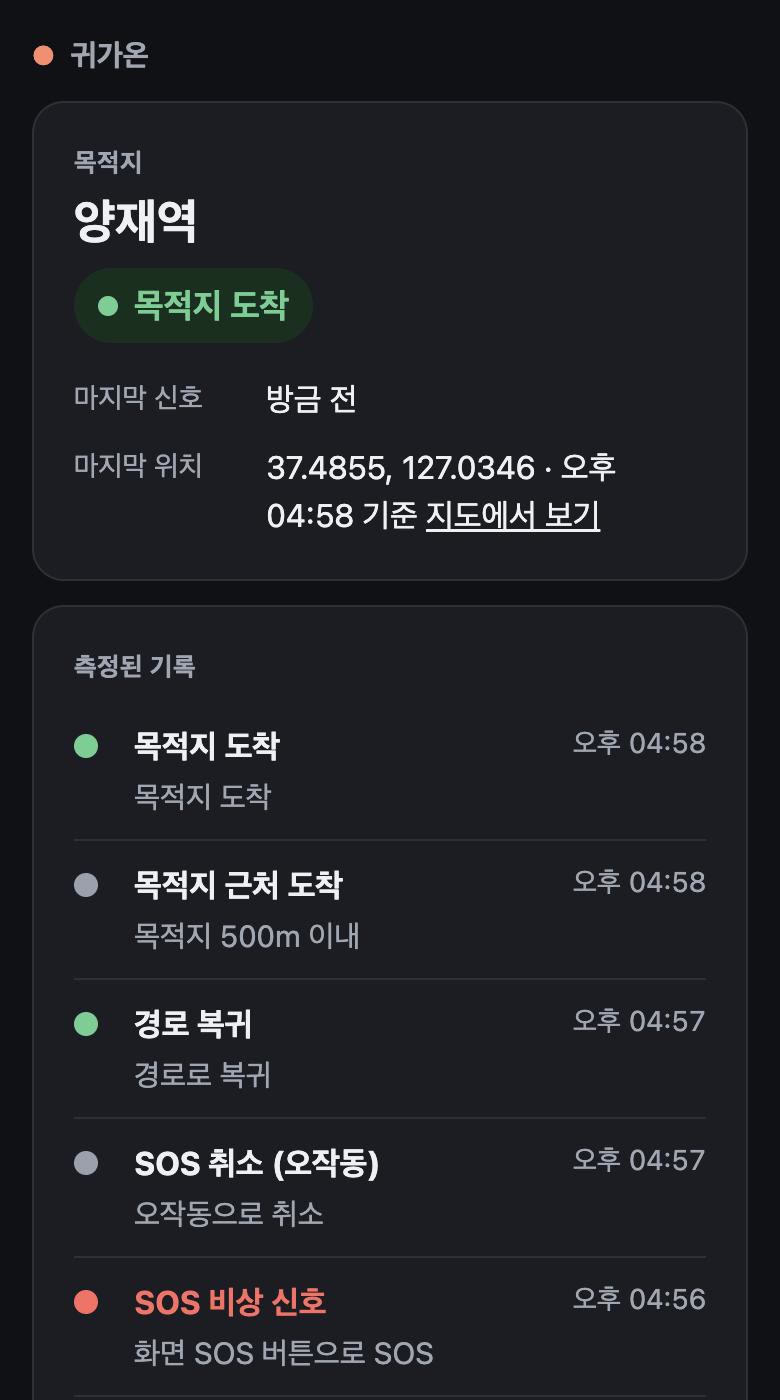 귀가온
목적지
양재역
목적지 도착
마지막 신호 방금 전
마지막 위치 37.4855, 127.0346 · 오후
04:58 기준 지도에서 보기
측정된 기록
목적지 도착 오후 04:58
목적지 도착
목적지 근처 도착 오후 04:58
목적지 500m 이내
경로 복귀 오후 04:57
경로로 복귀
SOS 취소 (오작동) 오후 04:57
오작동으로 취소
SOS 비상 신호 오후 04:56
화면 SOS 버튼으로 SOS